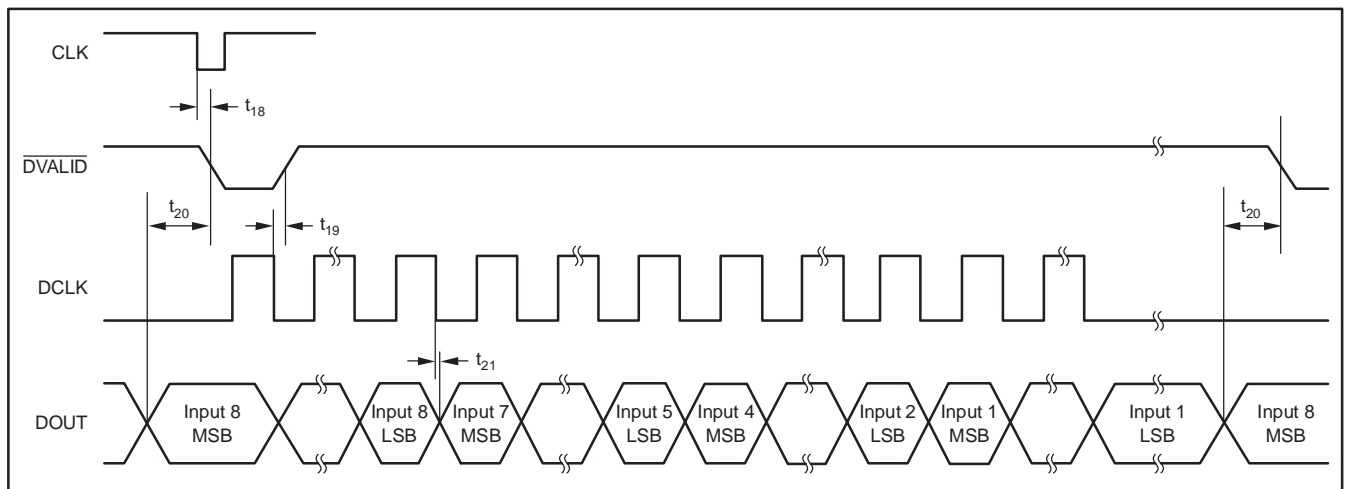 CLK
t18
DVALID
t20
t20
t19
DCLK
t21
DOUT
Input 8
MSB
Input 8
LSB
Input 7
MSB
Input 5
LSB
Input 4
MSB
Input 2
LSB
Input 1
MSB
Input 1
LSB
Input 8
MSB